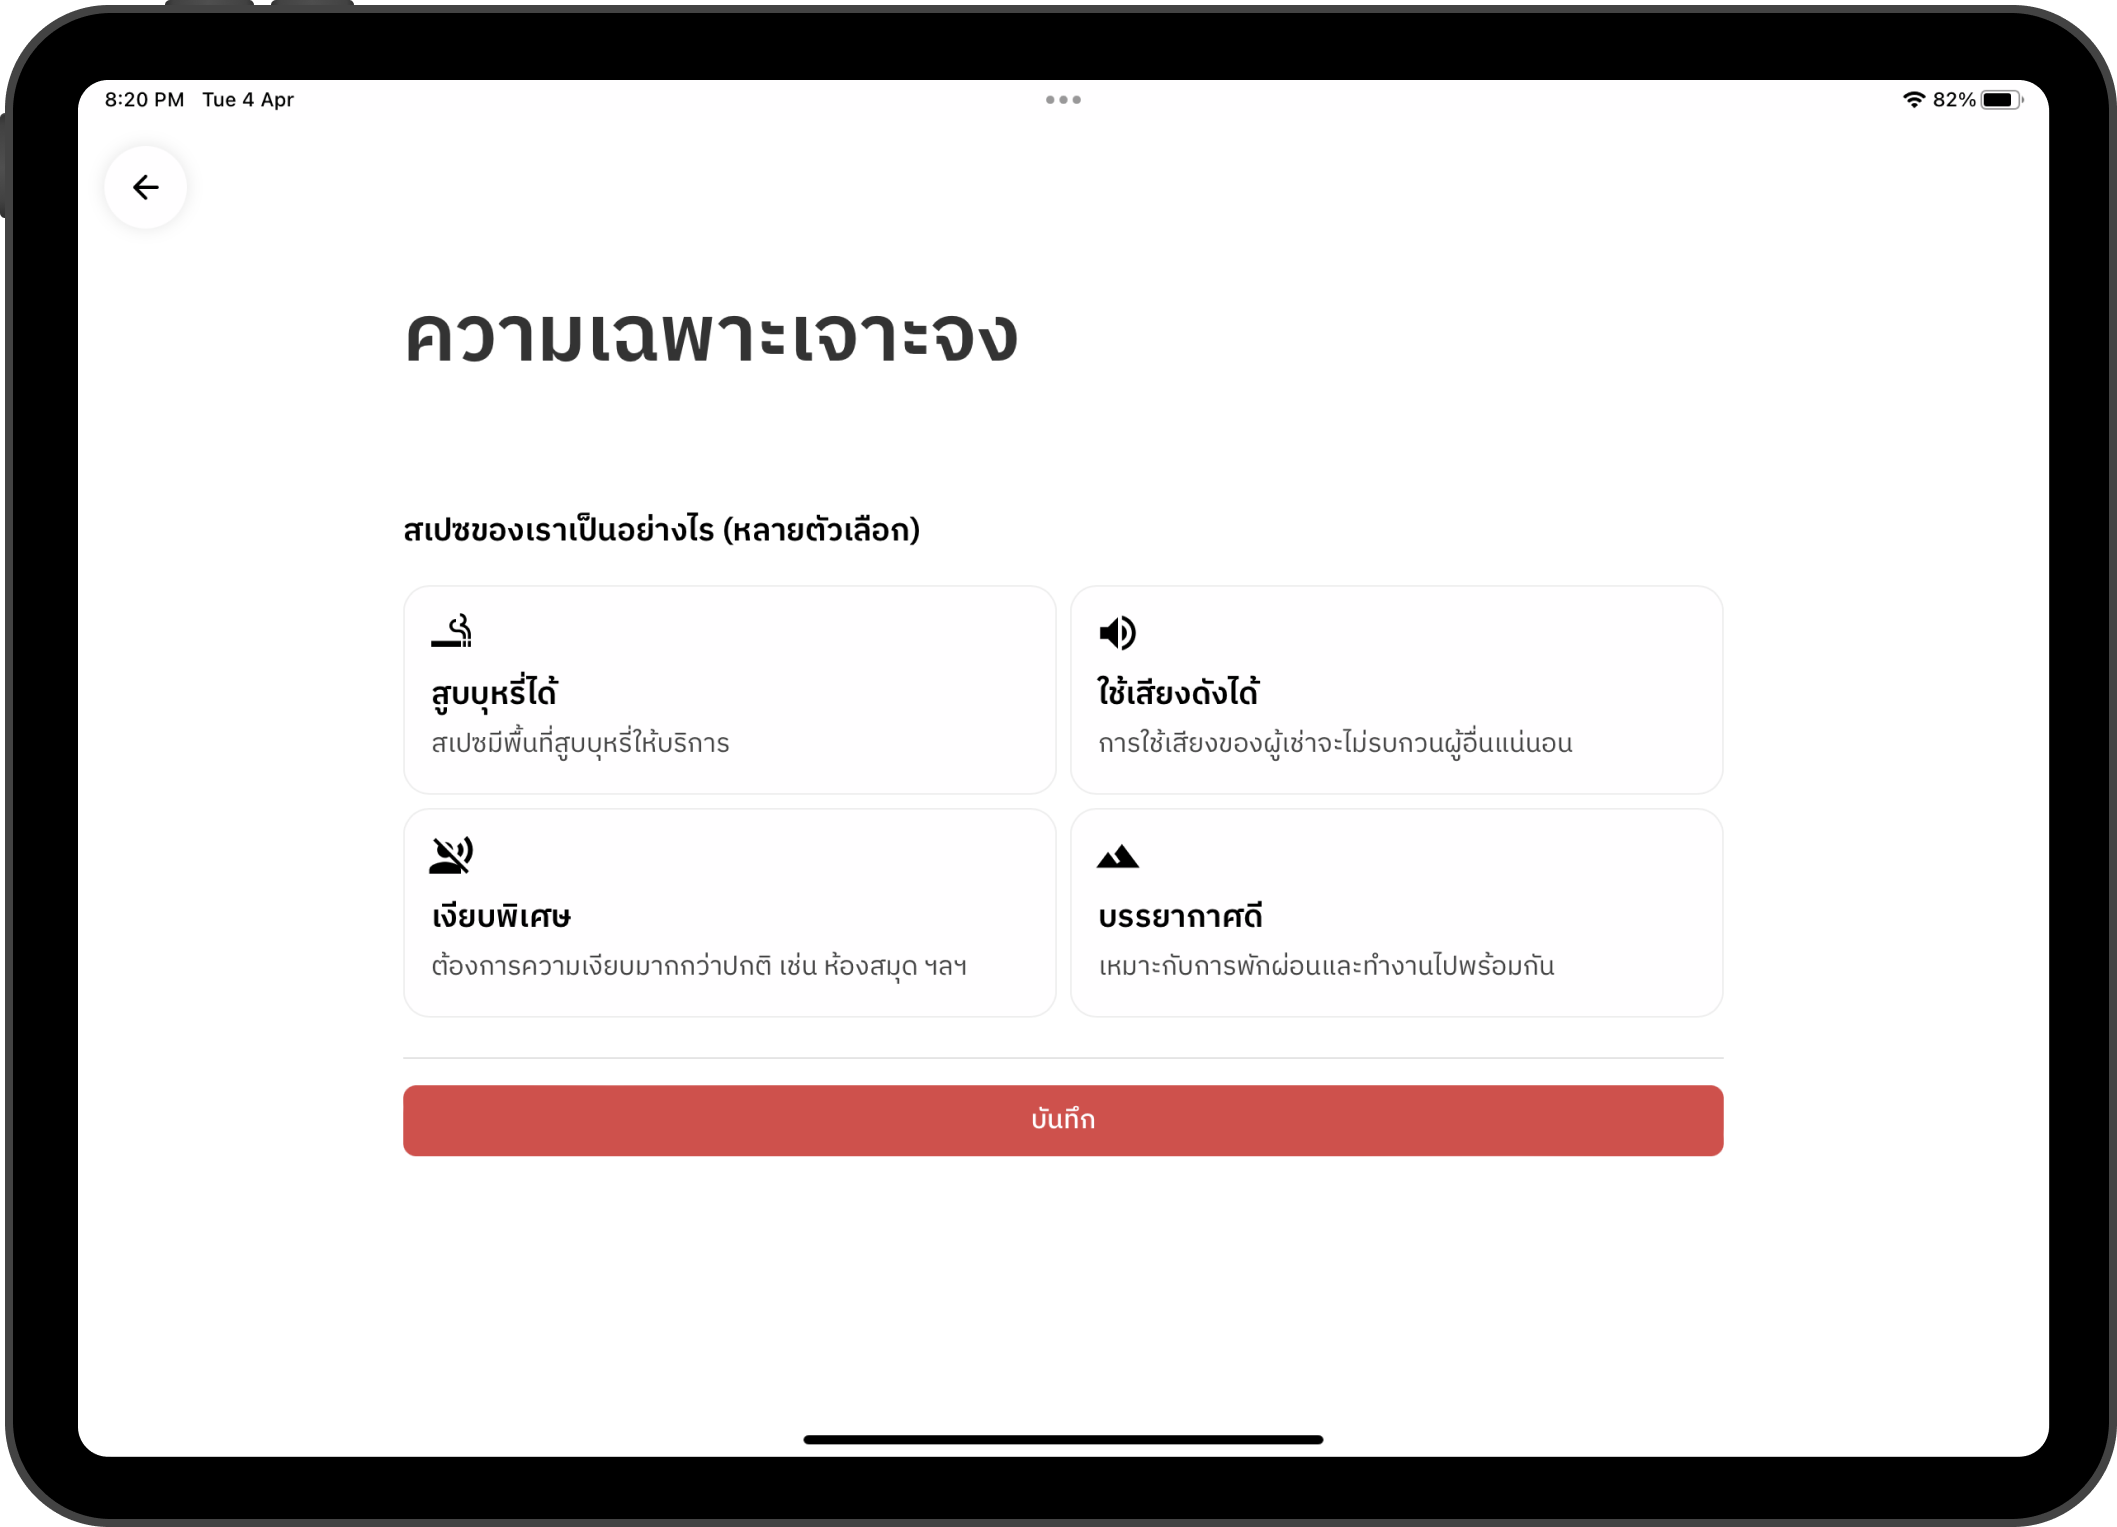 8:20 PM Tue 4 Apr
82%
ความเฉพาะเจาะจง
สเปซของเราเป็นอย่างไร (หลายตัวเลือก)
สูบบุหรี่ได้
สเปซมีพื้นที่สูบบุหรี่ให้บริการ
ใช้เสียงดังได้
การใช้เสียงของผู้เช่าจะไม่รบกวนผู้อื่นแน่นอน
เงียบพิเศษ
ต้องการความเงียบมากกว่าปกติ เช่น ห้องสมุด ฯลฯ
บรรยากาศดี
เหมาะกับการพักผ่อนและทำงานไปพร้อมกัน
บันทึก